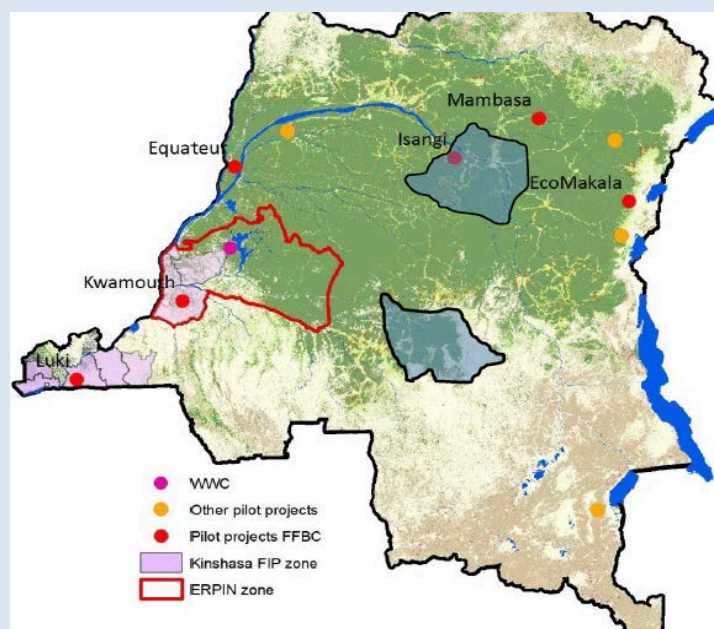 Mambasa
Isangi
Equateur
EcoMakala
Kwamouth
Luki
WWC
Other pilot projects
Pilot projects FFBC
Kinshasa FIP zone
ERPIN zone